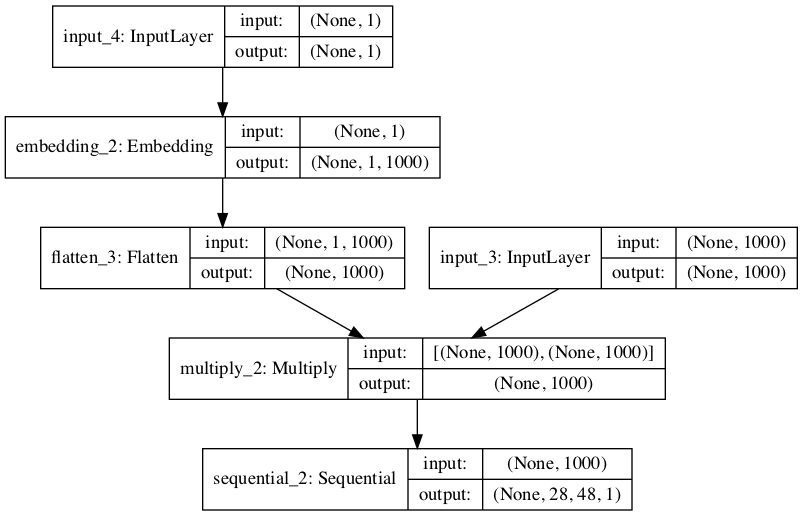 input_4: InputLayer
input: (None, 1)
output: (None, 1)
embedding_2: Embedding
input: (None, 1)
output: (None, 1, 1000)
flatten_3: Flatten
input: (None, 1, 1000)
output: (None, 1000)
input_3: InputLayer
input: (None, 1000)
output: (None, 1000)
multiply_2: Multiply
input: [(None, 1000), (None, 1000)]
output: (None, 1000)
sequential_2: Sequential
input: (None, 1000)
output: (None, 28, 48, 1)